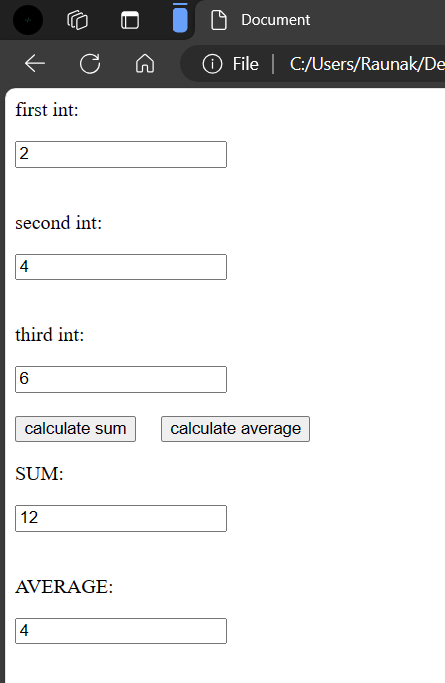 Document
File | C:/Users/Raunak/De
first int:
2
second int:
4
third int:
6
calculate sum calculate average
SUM:
12
AVERAGE:
4